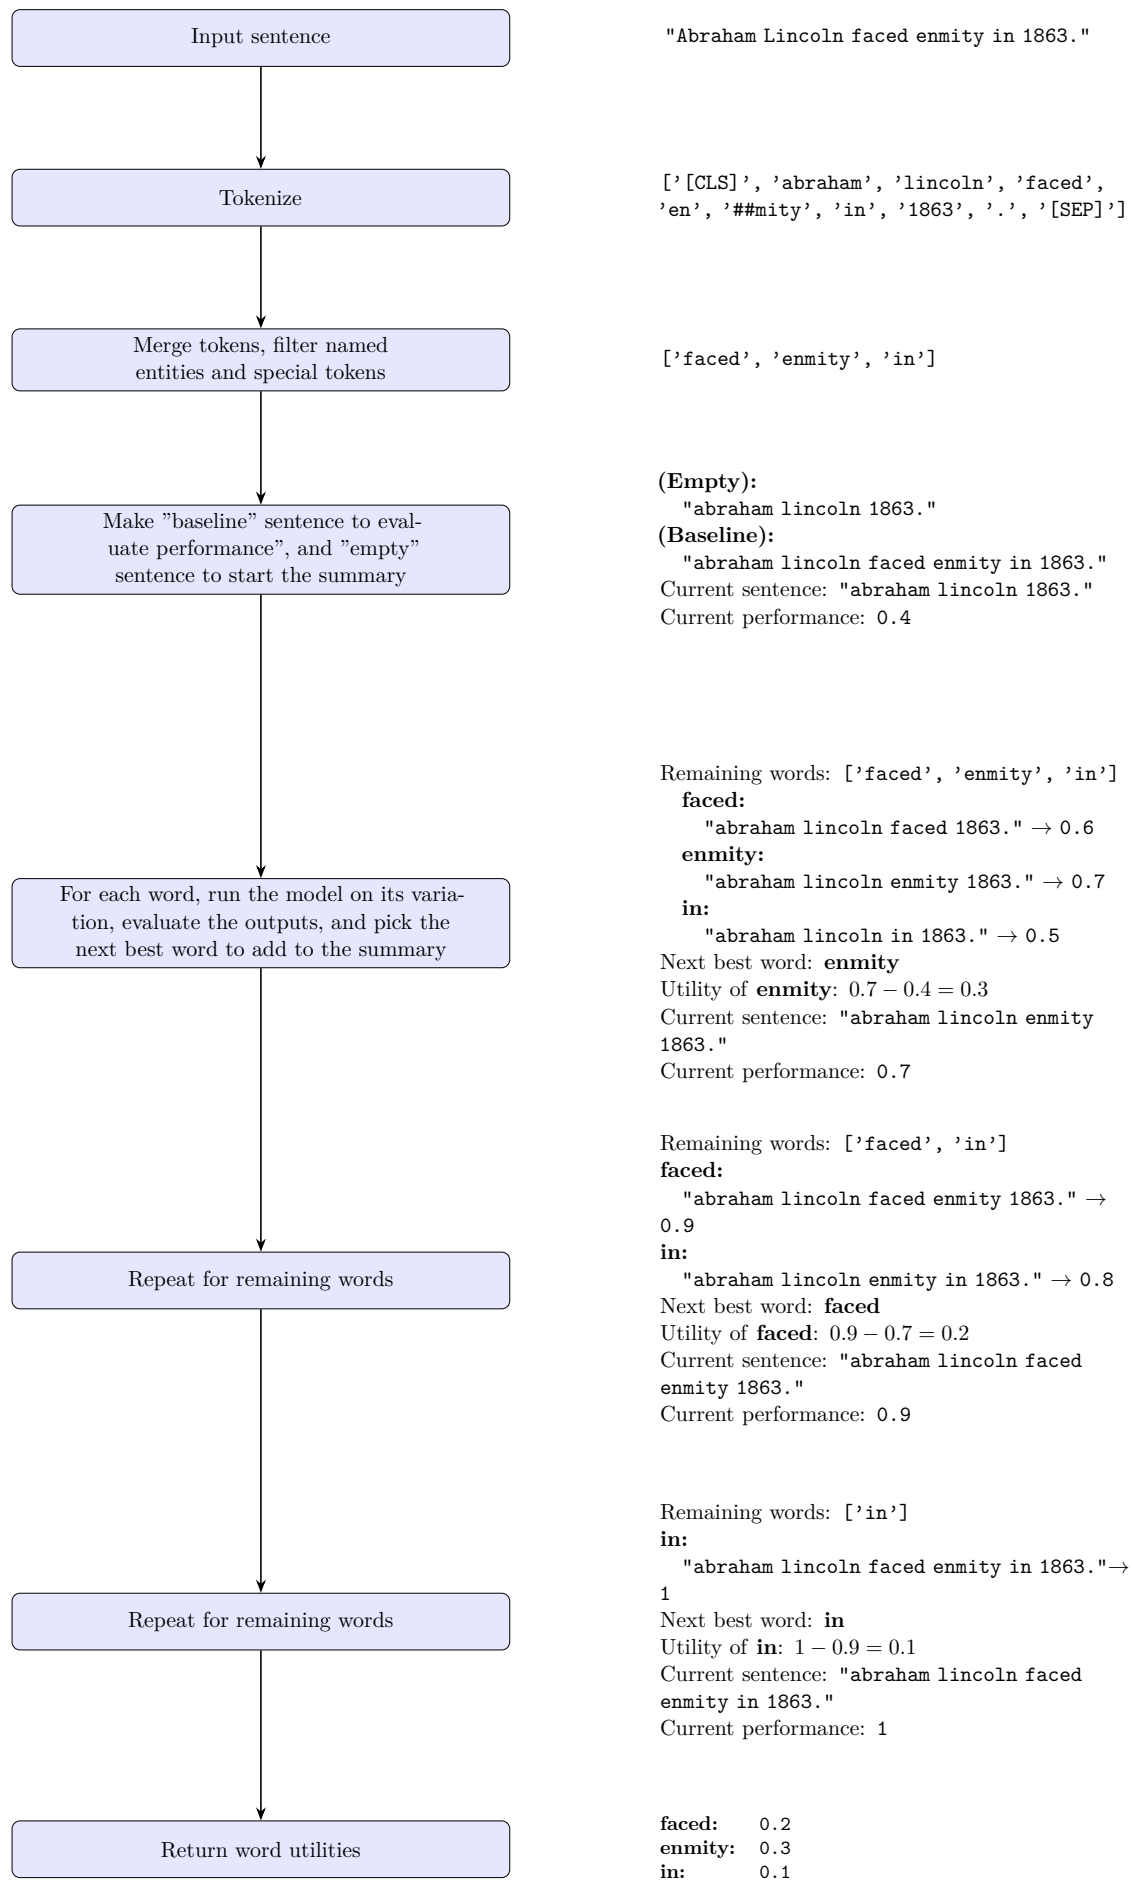 Input sentence
"Abraham Lincoln faced enmity in 1863."
Tokenize
['[CLS]', 'abraham', 'lincoln', 'faced',
'en', '##mity', 'in', '1863', '.', '[SEP]']
Merge tokens, filter named
entities and special tokens
['faced', 'enmity', 'in']
Make ”baseline” sentence to eval-
uate performance”, and ”empty”
sentence to start the summary
(Empty):
"abraham lincoln 1863."
(Baseline):
"abraham lincoln faced enmity in 1863."
Current sentence: "abraham lincoln 1863."
Current performance: 0.4
For each word, run the model on its varia-
tion, evaluate the outputs, and pick the
next best word to add to the summary
Remaining words: ['faced', 'enmity', 'in']
faced:
"abraham lincoln faced 1863." → 0.6
enmity:
"abraham lincoln enmity 1863." → 0.7
in:
"abraham lincoln in 1863." → 0.5
Next best word: enmity
Utility of enmity: 0.7 − 0.4 = 0.3
Current sentence: "abraham lincoln enmity
1863."
Current performance: 0.7
Repeat for remaining words
Remaining words: ['faced', 'in']
faced:
"abraham lincoln faced enmity 1863." →
0.9
in:
"abraham lincoln enmity in 1863." → 0.8
Next best word: faced
Utility of faced: 0.9 − 0.7 = 0.2
Current sentence: "abraham lincoln faced
enmity 1863."
Current performance: 0.9
Repeat for remaining words
Remaining words: ['in']
in:
"abraham lincoln faced enmity in 1863."→
1
Next best word: in
Utility of in: 1 − 0.9 = 0.1
Current sentence: "abraham lincoln faced
enmity in 1863."
Current performance: 1
Return word utilities
faced: 0.2
enmity: 0.3
in: 0.1